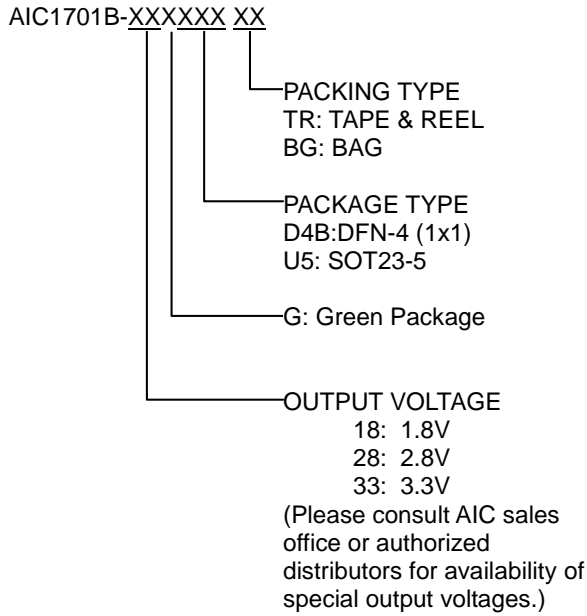 AIC1701B-XXXXXX XX
PACKING TYPE
TR: TAPE & REEL
BG: BAG
PACKAGE TYPE
D4B:DFN-4 (1x1)
U5: SOT23-5
G: Green Package
OUTPUT VOLTAGE
18: 1.8V
28: 2.8V
33: 3.3V
(Please consult AIC sales
office or authorized
distributors for availability of
special output voltages.)